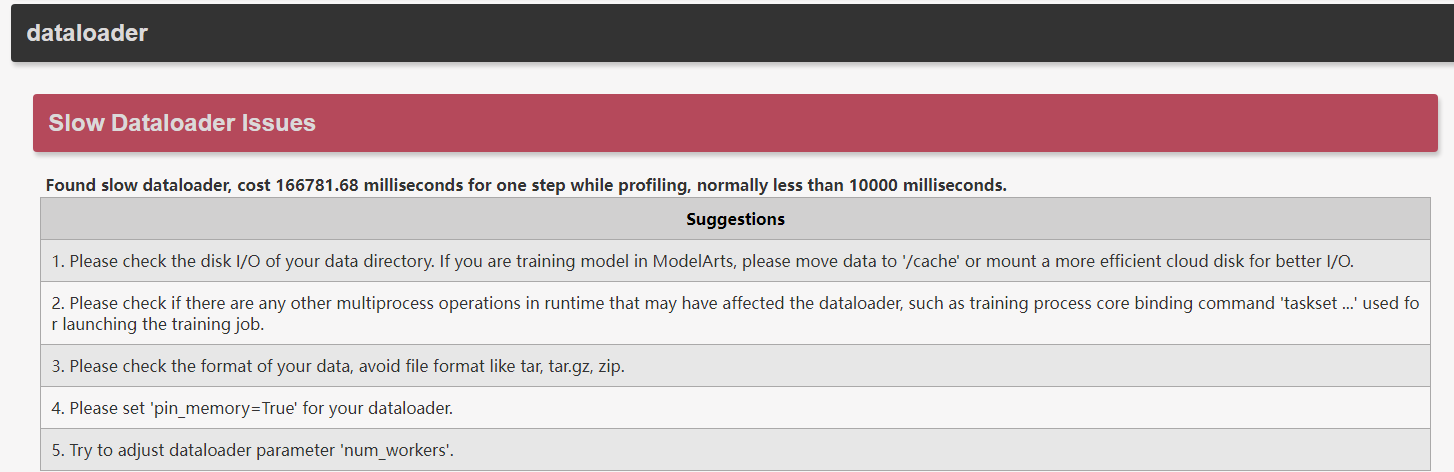 dataloader
Slow Dataloader Issues
Found slow dataloader, cost 166781.68 milliseconds for one step while profiling, normally less than 10000 milliseconds.
Suggestions
1. Please check the disk I/O of your data directory. If you are training model in ModelArts, please move data to '/cache' or mount a more efficient cloud disk for better I/O.
2. Please check if there are any other multiprocess operations in runtime that may have affected the dataloader, such as training process core binding command 'taskset ...' used fo
r launching the training job.
3. Please check the format of your data, avoid file format like tar, tar.gz, zip.
4. Please set 'pin_memory=True' for your dataloader.
5. Try to adjust dataloader parameter 'num_workers'.